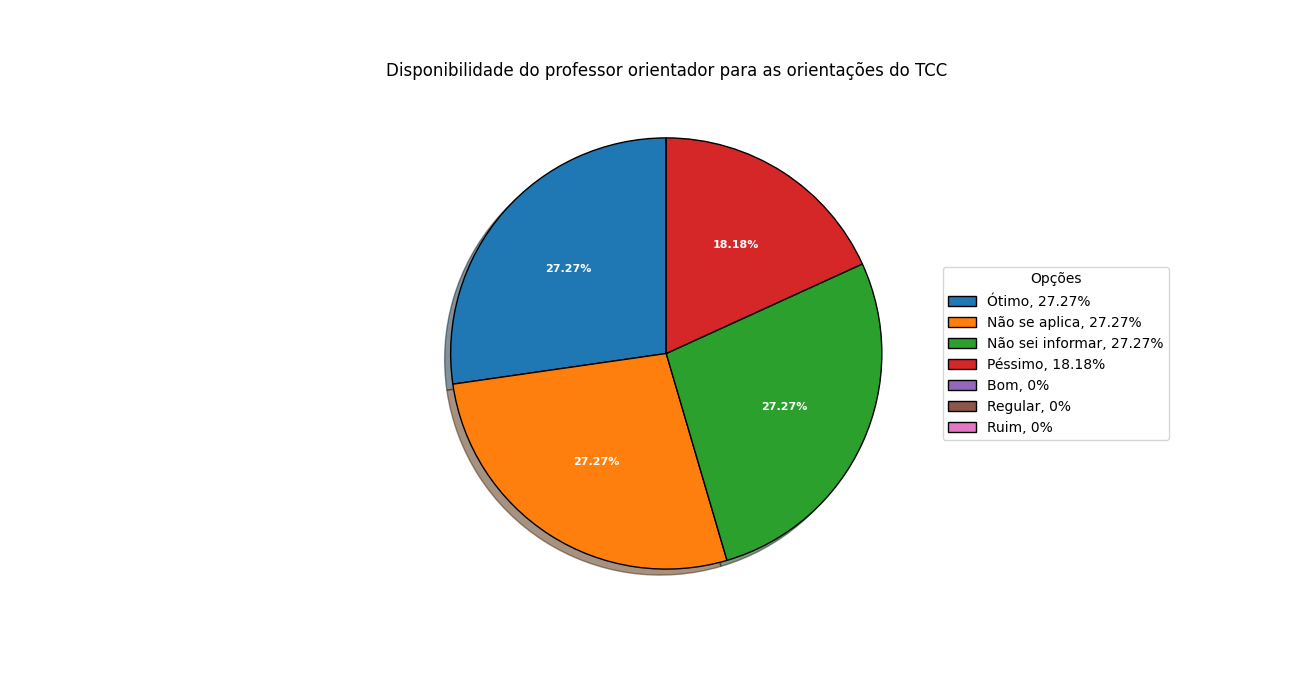 Disponibilidade do professor orientador para as orientações do TCC
18.18%
27.27%
27.27%
27.27%
Opções
Ótimo, 27.27%
Não se aplica, 27.27%
Não sei informar, 27.27%
Péssimo, 18.18%
Bom, 0%
Regular, 0%
Ruim, 0%